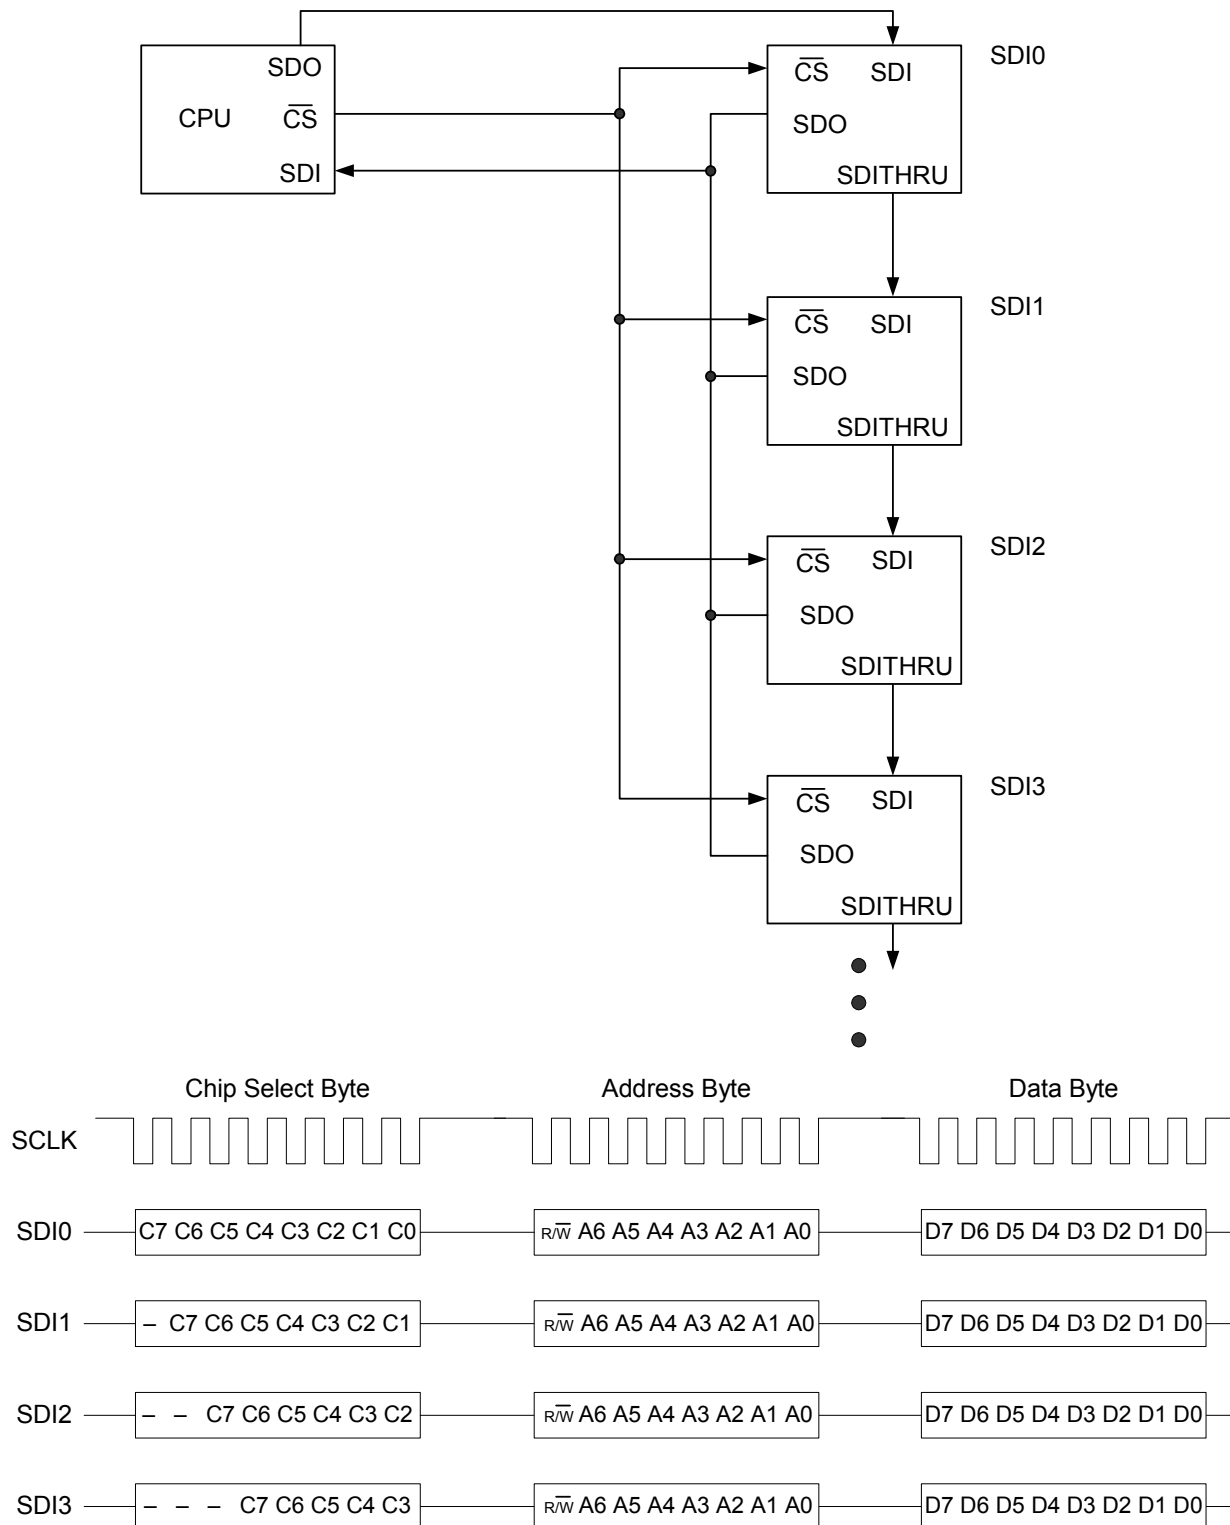 SDO
CPU
C̅S̅
SDI
C̅S̅ SDI
SDO
SDITHRU
SDI0
C̅S̅ SDI
SDO
SDITHRU
SDI1
C̅S̅ SDI
SDO
SDITHRU
SDI2
C̅S̅ SDI
SDO
SDITHRU
SDI3
Chip Select Byte Address Byte Data Byte
SCLK
SDI0 C7 C6 C5 C4 C3 C2 C1 C0 R/W̅ A6 A5 A4 A3 A2 A1 A0 D7 D6 D5 D4 D3 D2 D1 D0
SDI1 – C7 C6 C5 C4 C3 C2 C1 R/W̅ A6 A5 A4 A3 A2 A1 A0 D7 D6 D5 D4 D3 D2 D1 D0
SDI2 – – C7 C6 C5 C4 C3 C2 R/W̅ A6 A5 A4 A3 A2 A1 A0 D7 D6 D5 D4 D3 D2 D1 D0
SDI3 – – – C7 C6 C5 C4 C3 R/W̅ A6 A5 A4 A3 A2 A1 A0 D7 D6 D5 D4 D3 D2 D1 D0